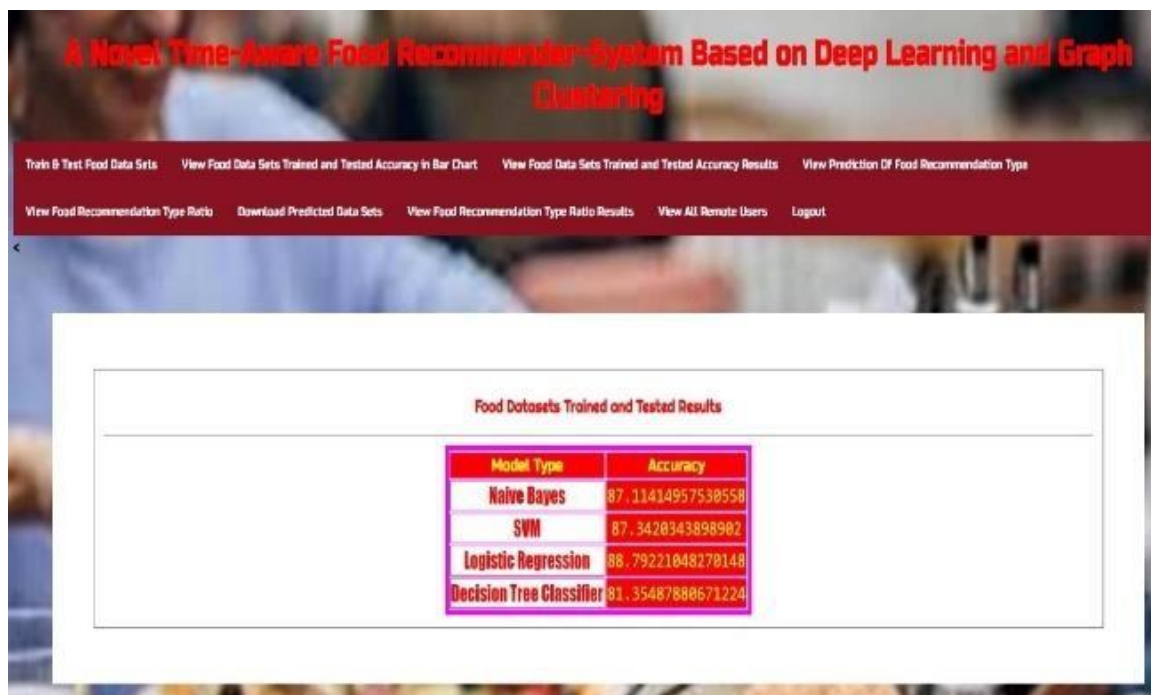 A Novel Time-Aware Food Recommender-System Based on Deep Learning and Graph
Clustering
Train & Test Food Data Sets View Food Data Sets Trained and Tested Accuracy in Bar Chart View Food Data Sets Trained and Tested Accuracy Results View Prediction Of Food Recommendation Type
View Food Recommendation Type Ratio Download Predicted Data Sets View Food Recommendation Type Ratio Results View All Remote Users Logout
<
Food Datasets Trained and Tested Results
Model Type Accuracy
Naive Bayes 87.11414957530558
SVM 87.3420343898902
Logistic Regression 88.79221048270148
Decision Tree Classifier 81.35487880671224